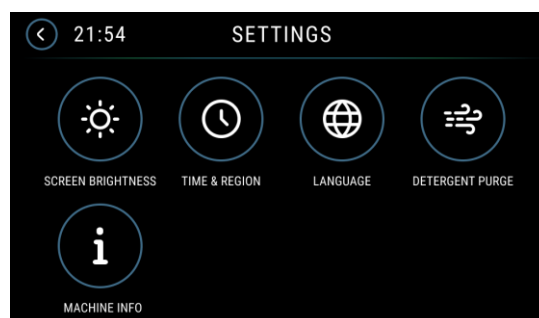 21:54 SETTINGS
SCREEN BRIGHTNESS TIME & REGION LANGUAGE DETERGENT PURGE
MACHINE INFO